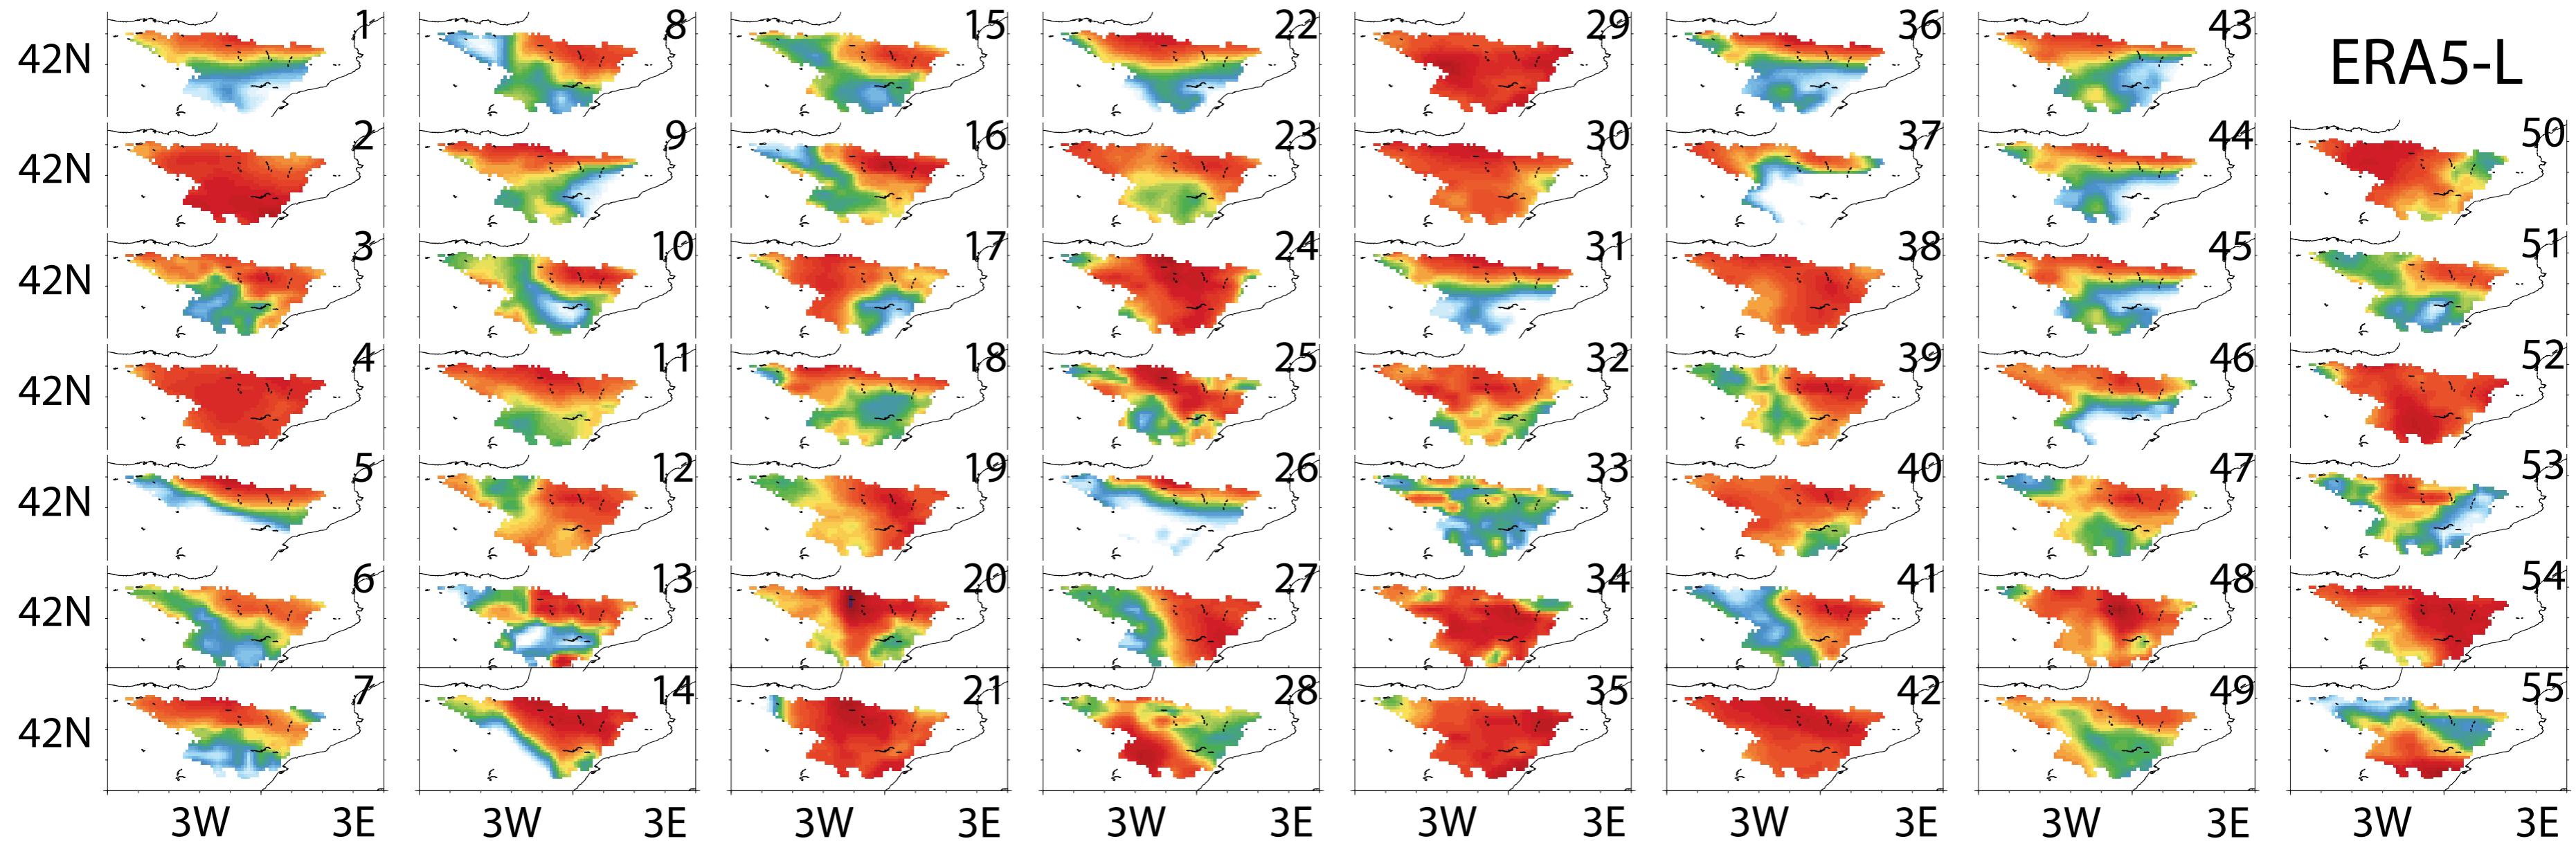 42N 1 8 15 22 29 36 43 ERA5-L
42N 2 9 16 23 30 37 44 50
42N 3 10 17 24 31 38 45 51
42N 4 11 18 25 32 39 46 52
42N 5 12 19 26 33 40 47 53
42N 6 13 20 27 34 41 48 54
42N 7 14 21 28 35 42 49 55
3W 3E 3W 3E 3W 3E 3W 3E 3W 3E 3W 3E 3W 3E 3W 3E